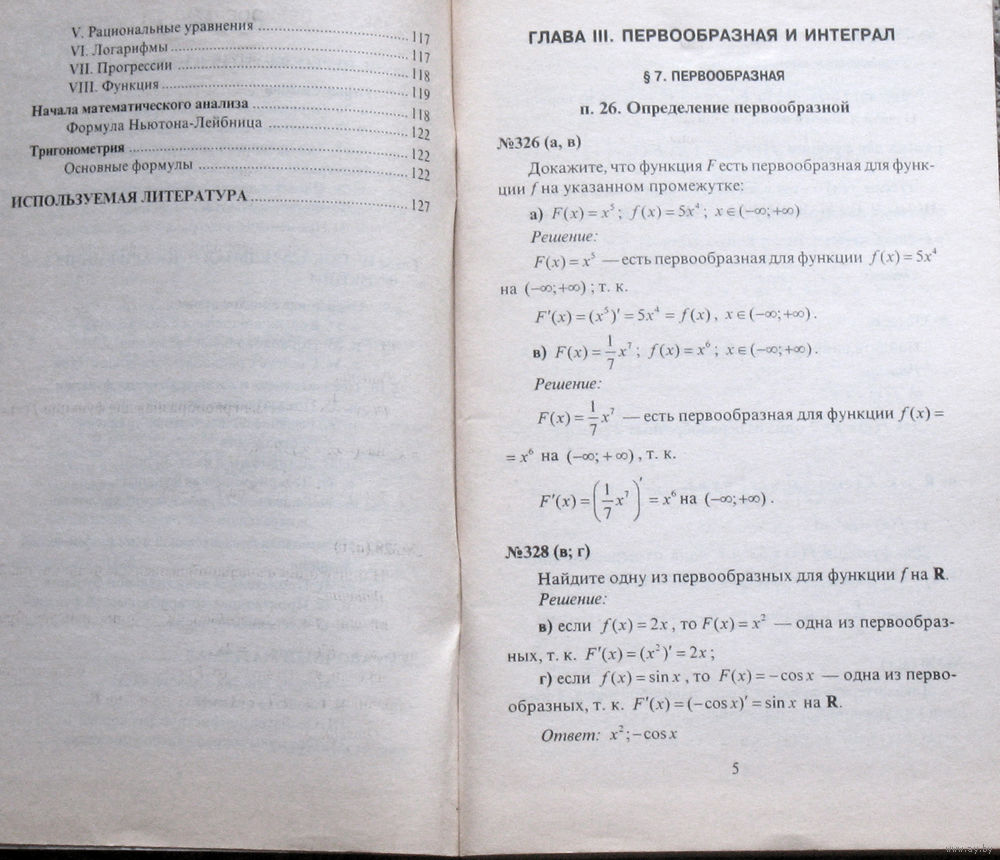 V. Рациональные уравнения ........ 117
VI. Логарифмы ........ 117
VII. Прогрессии ........ 118
VIII. Функция ........ 119
Начала математического анализа ........ 118
Формула Ньютона-Лейбница ........ 122
Тригонометрия ........ 122
Основные формулы ........ 122
ИСПОЛЬЗУЕМАЯ ЛИТЕРАТУРА ........ 127
ГЛАВА III. ПЕРВООБРАЗНАЯ И ИНТЕГРАЛ
§ 7. ПЕРВООБРАЗНАЯ
п. 26. Определение первообразной
№326 (а, в)
Докажите, что функция F есть первообразная для функ-
ции f на указанном промежутке:
а) F(x) = x⁵; f(x) = 5x⁴; x∈(−∞;+∞)
Решение:
F(x) = x⁵ — есть первообразная для функции f(x) = 5x⁴
на (−∞;+∞); т. к.
F′(x) = (x⁵)′ = 5x⁴ = f(x), x∈(−∞;+∞).
в) F(x) = 1/7 x⁷; f(x) = x⁶; x∈(−∞;+∞).
Решение:
F(x) = 1/7 x⁷ — есть первообразная для функции f(x) =
= x⁶ на (−∞;+∞), т. к.
F′(x) = (1/7 x⁷)′ = x⁶ на (−∞;+∞).
№328 (в; г)
Найдите одну из первообразных для функции f на R.
Решение:
в) если f(x) = 2x, то F(x) = x² — одна из первообраз-
ных, т. к. F′(x) = (x²)′ = 2x;
г) если f(x) = sin x, то F(x) = −cos x — одна из перво-
образных, т. к. F′(x) = (−cos x)′ = sin x на R.
Ответ: x²; −cos x
5